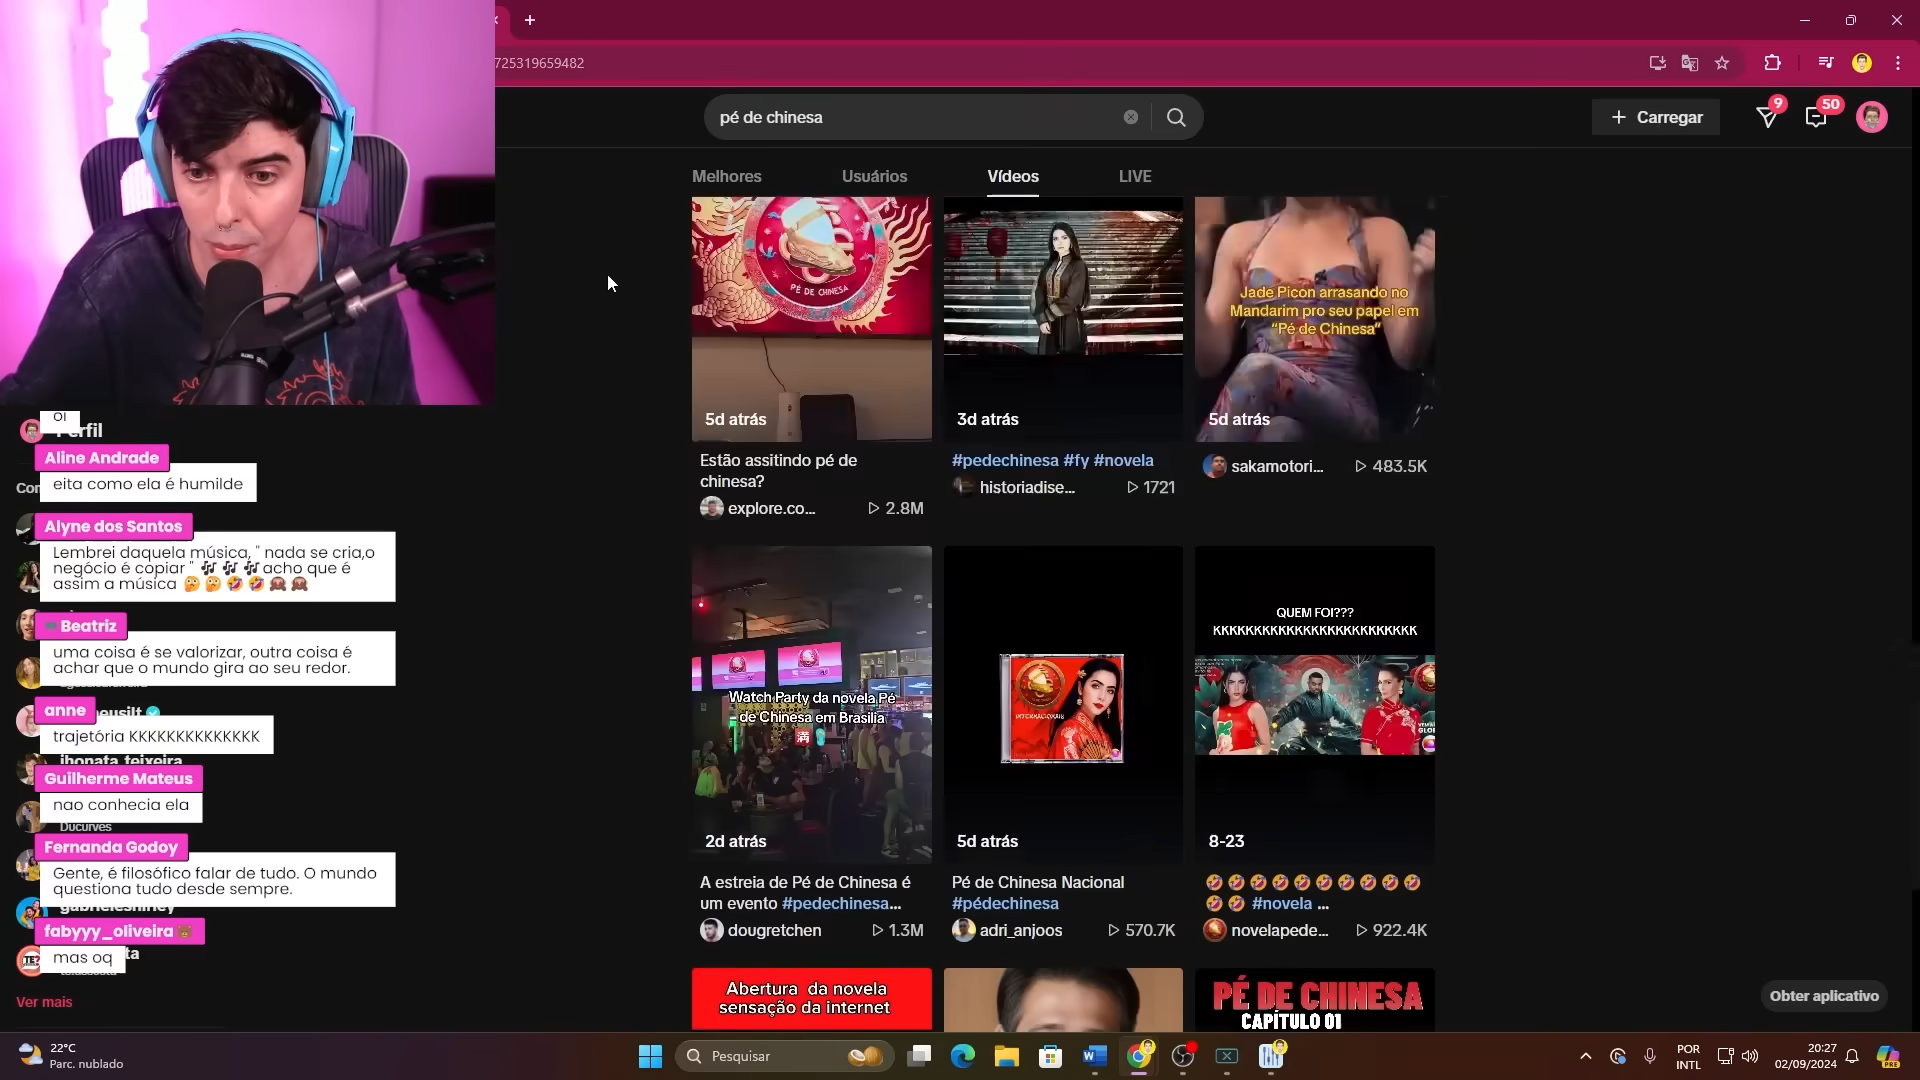 725319659482
pé de chinesa
Carregar
9
50
Melhores
Usuários
Vídeos
LIVE
PÉ DE CHINESA
5d atrás
Estão assitindo pé de
chinesa?
explore.co...
2.8M
3d atrás
#pedechinesa #fy #novela
historiadise...
1721
Jade Picon arrasando no
Mandarim pro seu papel em
"Pé de Chinesa"
5d atrás
sakamotori...
483.5K
Watch Party da novela Pé
de Chinesa em Brasília
🈵🩴
2d atrás
A estreia de Pé de Chinesa é
um evento #pedechinesa...
dougretchen
1.3M
INTERNACIONAIS
5d atrás
Pé de Chinesa Nacional
#pédechinesa
adri_anjoos
570.7K
QUEM FOI???
KKKKKKKKKKKKKKKKKKKKKKKKK
8-23
🤣🤣🤣🤣🤣🤣🤣🤣🤣🤣
🤣🤣 #novela ...
novelapede...
922.4K
Abertura da novela
sensação da internet
PÉ DE CHINESA
CAPÍTULO 01
Obter aplicativo
OI
Perfil
Aline Andrade
eita como ela é humilde
Alyne dos Santos
Lembrei daquela música, " nada se cria,o
negócio é copiar " 🎶🎶🎶acho que é
assim a música 🫣🫣🤣🤣🙈🙈
Beatriz
uma coisa é se valorizar, outra coisa é
achar que o mundo gira ao seu redor.
anne
trajetória KKKKKKKKKKKKKK
jhonata_teixeira
Guilherme Mateus
nao conhecia ela
Ducurves
Fernanda Godoy
Gente, é filosófico falar de tudo. O mundo
questiona tudo desde sempre.
fabyyy_oliveira 🐻
mas oq
Ver mais
22°C
Parc. nublado
Pesquisar
POR
INTL
20:27
02/09/2024
PRE